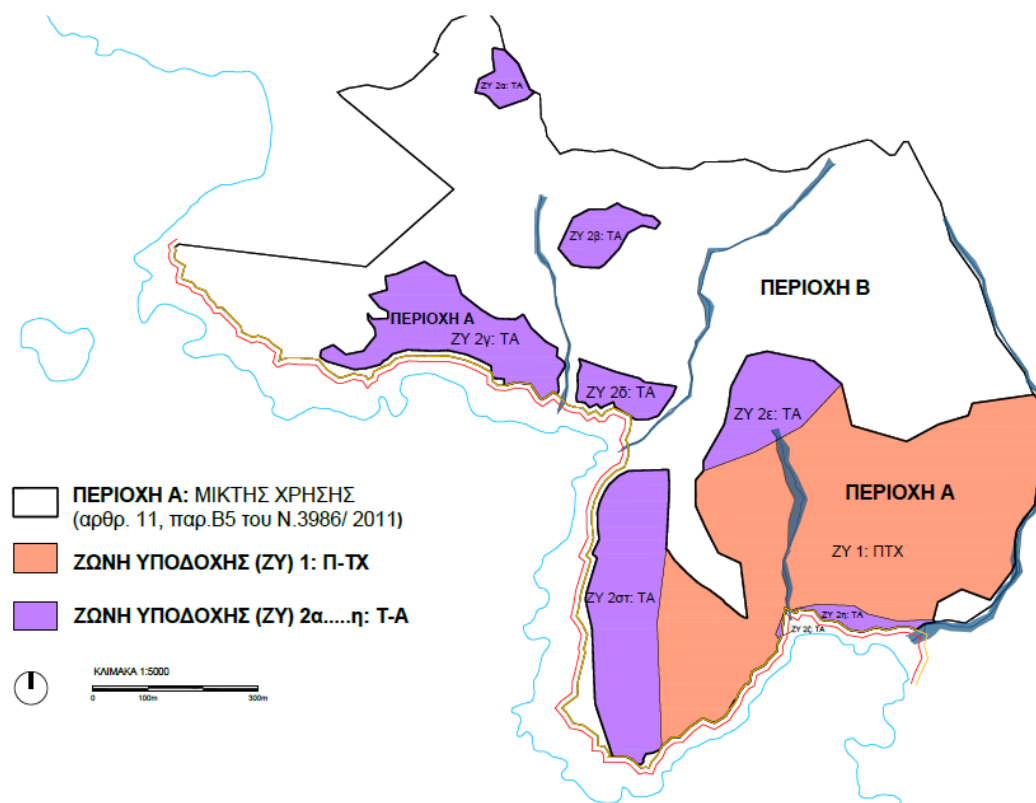 ΖΥ 2α: ΤΑ
ΖΥ 2β: ΤΑ
ΠΕΡΙΟΧΗ Β
ΠΕΡΙΟΧΗ Α
ΖΥ 2γ: ΤΑ
ΖΥ 2δ: ΤΑ
ΖΥ 2ε: ΤΑ
ΠΕΡΙΟΧΗ Α
ΖΥ 1: ΠΤΧ
ΖΥ 2στ: ΤΑ
ΖΥ 2η: ΤΑ
ΖΥ 2ζ: ΤΑ
ΠΕΡΙΟΧΗ Α: ΜΙΚΤΗΣ ΧΡΗΣΗΣ
(αρθρ. 11, παρ.Β5 του Ν.3986/ 2011)
ΖΩΝΗ ΥΠΟΔΟΧΗΣ (ΖΥ) 1: Π-ΤΧ
ΖΩΝΗ ΥΠΟΔΟΧΗΣ (ΖΥ) 2α.....η: Τ-Α
ΚΛΙΜΑΚΑ 1:5000
0 100m 300m